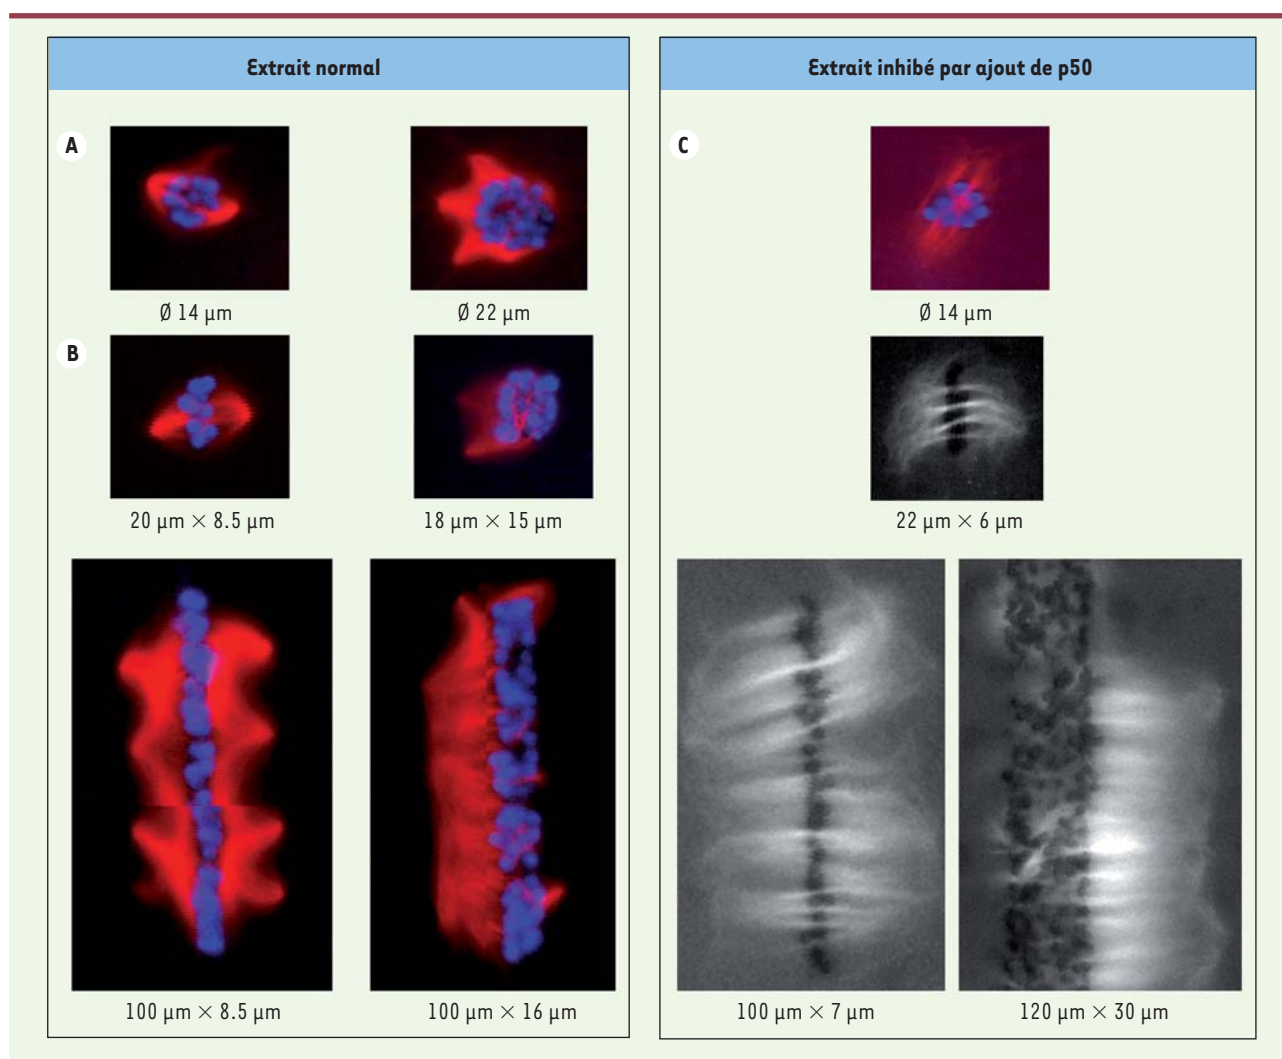 Extrait normal
A
Ø 14 μm
Ø 22 μm
B
20 μm × 8.5 μm
18 μm × 15 μm
100 μm × 8.5 μm
100 μm × 16 μm
Extrait inhibé par ajout de p50
C
Ø 14 μm
22 μm × 6 μm
100 μm × 7 μm
120 μm × 30 μm